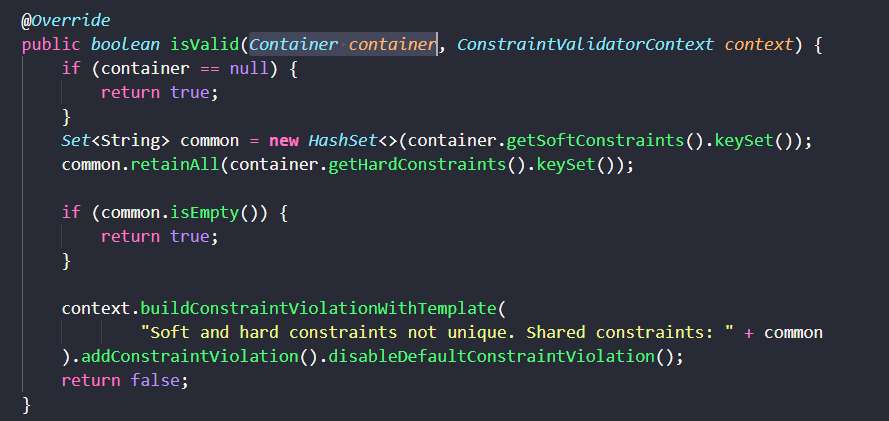 @Override
public boolean isValid(Container container, ConstraintValidatorContext context) {
    if (container == null) {
        return true;
    }
    Set<String> common = new HashSet<>(container.getSoftConstraints().keySet());
    common.retainAll(container.getHardConstraints().keySet());

    if (common.isEmpty()) {
        return true;
    }

    context.buildConstraintViolationWithTemplate(
            "Soft and hard constraints not unique. Shared constraints: " + common
    ).addConstraintViolation().disableDefaultConstraintViolation();
    return false;
}